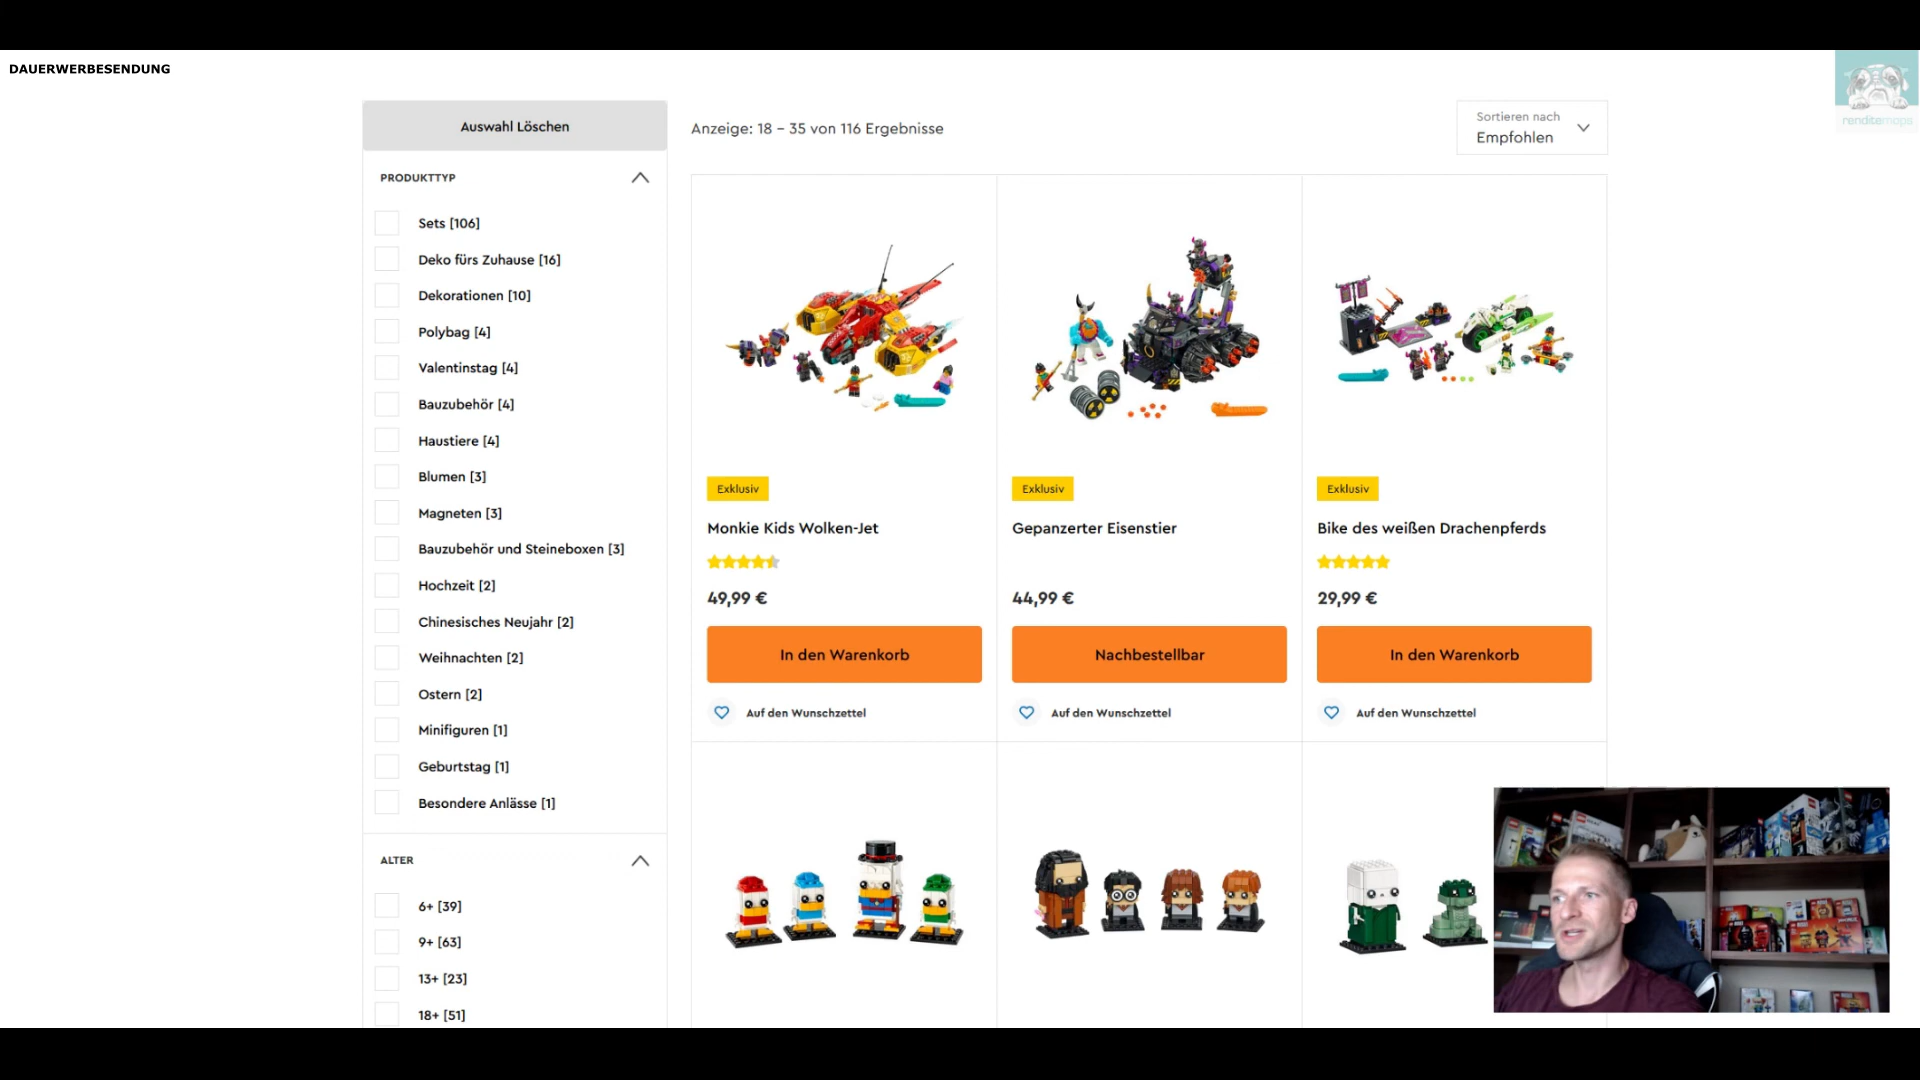 DAUERWERBESENDUNG
renditemops
Auswahl Löschen
Anzeige: 18 – 35 von 116 Ergebnisse
Sortieren nach
Empfohlen
PRODUKTTYP
Sets [106]
Deko fürs Zuhause [16]
Dekorationen [10]
Polybag [4]
Valentinstag [4]
Bauzubehör [4]
Haustiere [4]
Blumen [3]
Magneten [3]
Bauzubehör und Steineboxen [3]
Hochzeit [2]
Chinesisches Neujahr [2]
Weihnachten [2]
Ostern [2]
Minifiguren [1]
Geburtstag [1]
Besondere Anlässe [1]
ALTER
6+ [39]
9+ [63]
13+ [23]
18+ [51]
Exklusiv
Monkie Kids Wolken-Jet
49,99 €
In den Warenkorb
Auf den Wunschzettel
Exklusiv
Gepanzerter Eisenstier
44,99 €
Nachbestellbar
Auf den Wunschzettel
Exklusiv
Bike des weißen Drachenpferds
29,99 €
In den Warenkorb
Auf den Wunschzettel